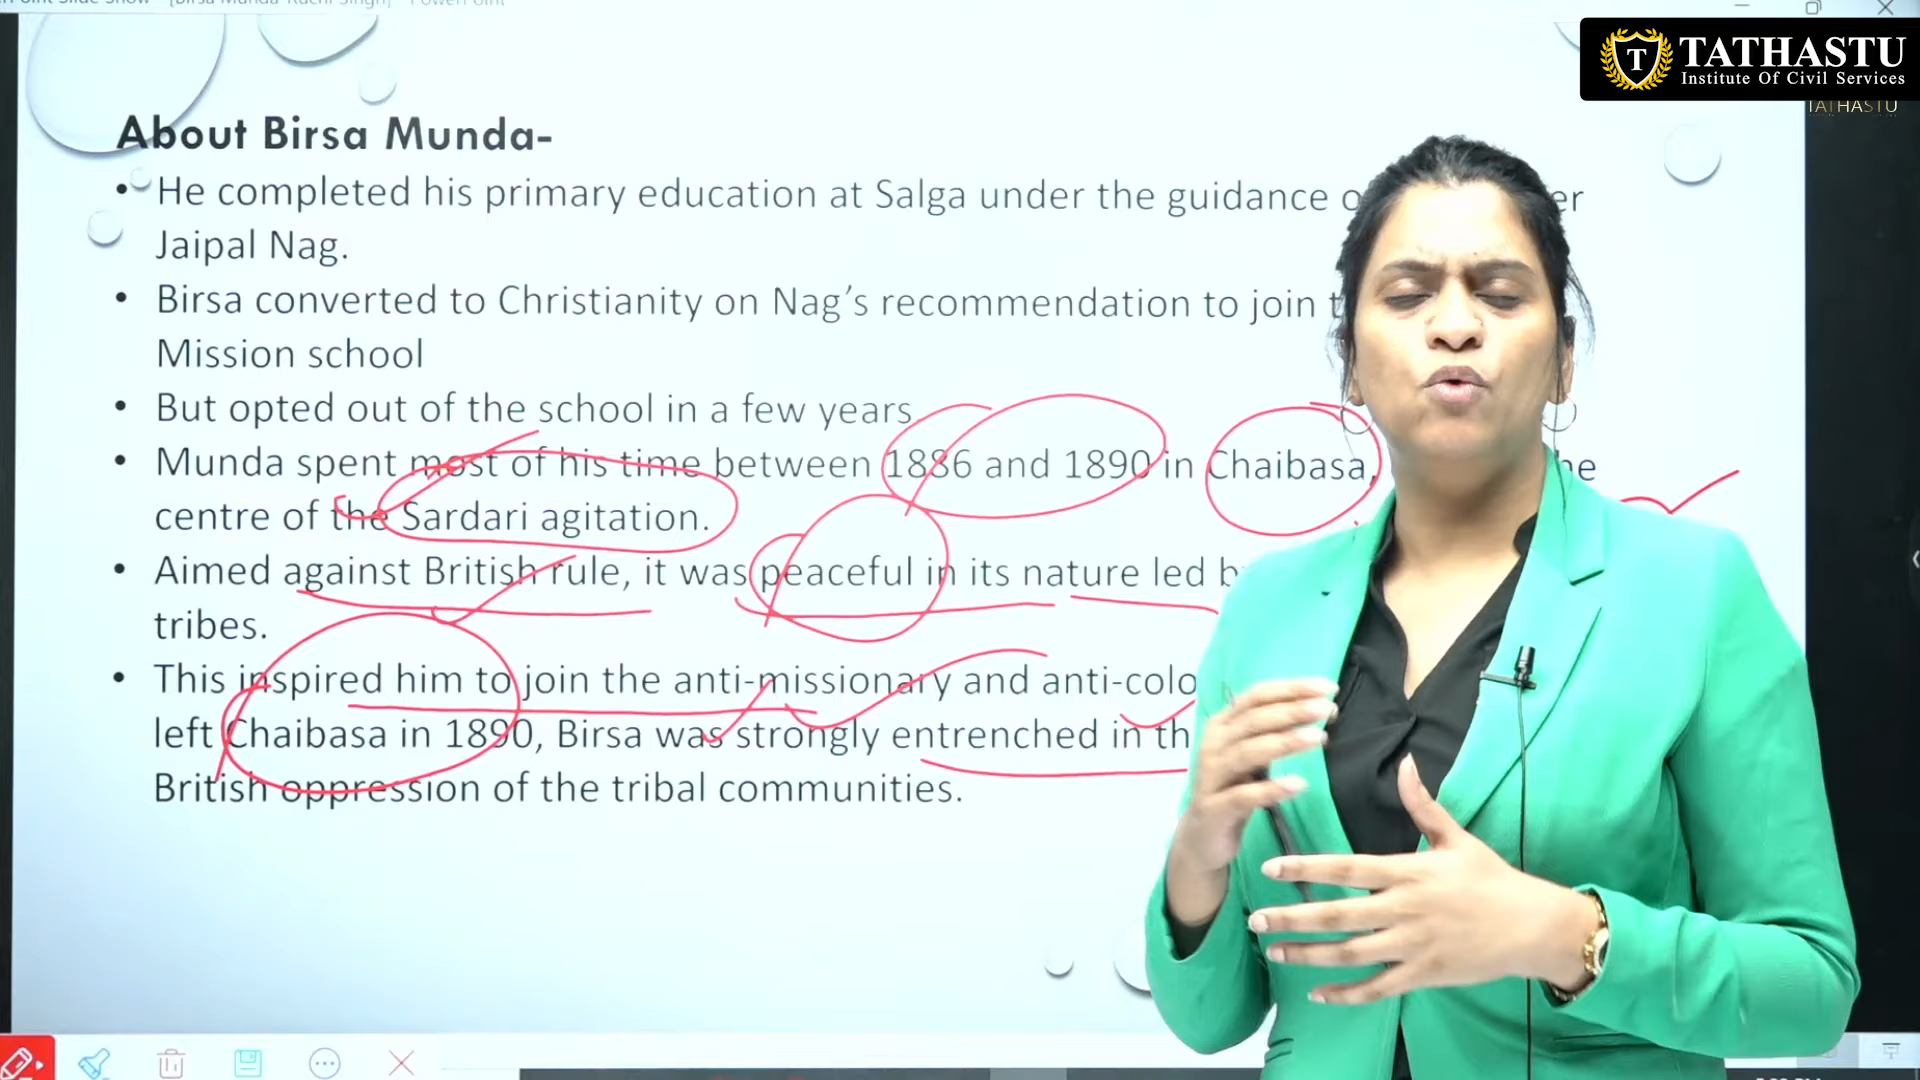 [Birsa Munda
TATHASTU
Institute Of Civil Services
TATHASTU
About Birsa Munda-
• He completed his primary education at Salga under the guidance
Jaipal Nag.
• Birsa converted to Christianity on Nag's recommendation to join
Mission school
• But opted out of the school in a few years
• Munda spent most of his time between 1886 and 1890 in Chaibasa,
centre of the Sardari agitation.
• Aimed against British rule, it was peaceful in its nature led
tribes.
• This inspired him to join the anti-missionary and
left Chaibasa in 1890, Birsa was strongly entrenched in
British oppression of the tribal communities.